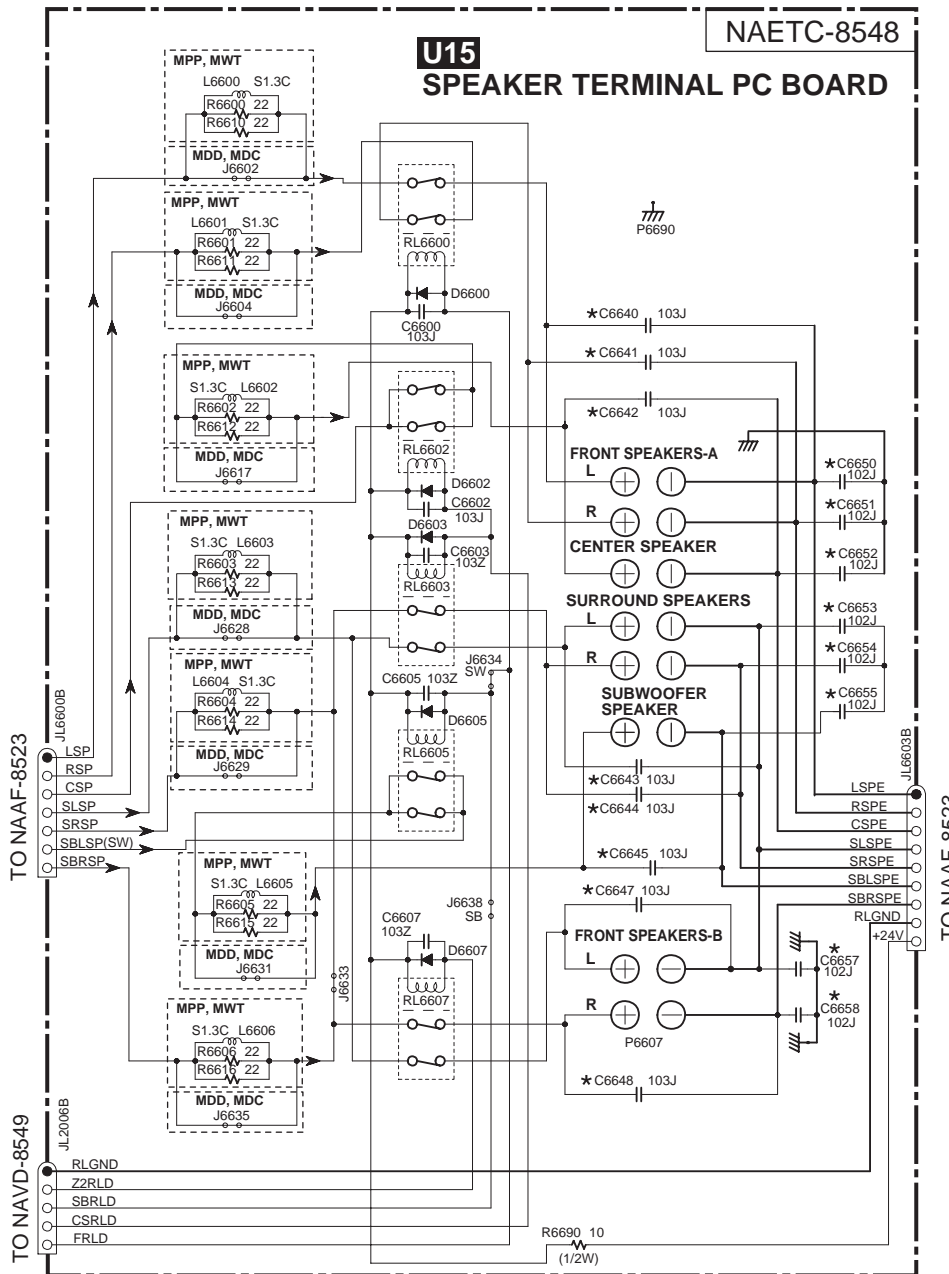 NAETC-8548
U15
SPEAKER TERMINAL PC BOARD
MPP, MWT
L6600 S1.3C
R6600 22
R6610 22
MDD, MDC
J6602
MPP, MWT
L6601 S1.3C
R6601 22
R6611 22
MDD, MDC
J6604
RL6600
D6600
C6600
103J
P6690
*C6640 103J
*C6641 103J
*C6642 103J
MPP, MWT
S1.3C L6602
R6602 22
R6612 22
MDD, MDC
J6617
RL6602
D6602
C6602
103J
D6603
C6603
103Z
RL6603
FRONT SPEAKERS-A
L
R
CENTER SPEAKER
SURROUND SPEAKERS
L
R
SUBWOOFER
SPEAKER
*C6650
102J
*C6651
102J
*C6652
102J
*C6653
102J
*C6654
102J
*C6655
102J
MPP, MWT
S1.3C L6603
R6603 22
R6613 22
MDD, MDC
J6628
MPP, MWT
L6604 S1.3C
R6604 22
R6614 22
MDD, MDC
J6629
J6634
SW
C6605 103Z
D6605
RL6605
*C6643 103J
*C6644 103J
*C6645 103J
*C6647 103J
TO NAAF-8523
JL6600B
LSP
RSP
CSP
SLSP
SRSP
SBLSP(SW)
SBRSP
JL6603B
TO NAAF-8523
LSPE
RSPE
CSPE
SLSPE
SRSPE
SBLSPE
SBRSPE
RLGND
+24V
MPP, MWT
S1.3C L6605
R6605 22
R6615 22
MDD, MDC
J6631
J6633
J6638
SB
C6607
103Z
D6607
RL6607
FRONT SPEAKERS-B
L
R
P6607
*
C6657
102J
*
C6658
102J
*C6648 103J
MPP, MWT
S1.3C L6606
R6606 22
R6616 22
MDD, MDC
J6635
TO NAVD-8549
JL2006B
RLGND
Z2RLD
SBRLD
CSRLD
FRLD
R6690 10
(1/2W)